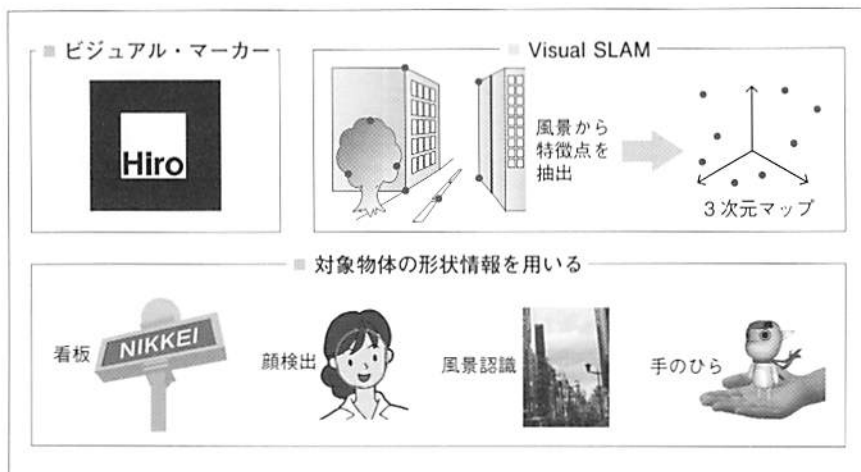 ■ ビジュアル・マーカー
Hiro
■ Visual SLAM
風景から
特徴点を
抽出
3次元マップ
■ 対象物体の形状情報を用いる
看板
NIKKEI
顔検出
風景認識
手のひら